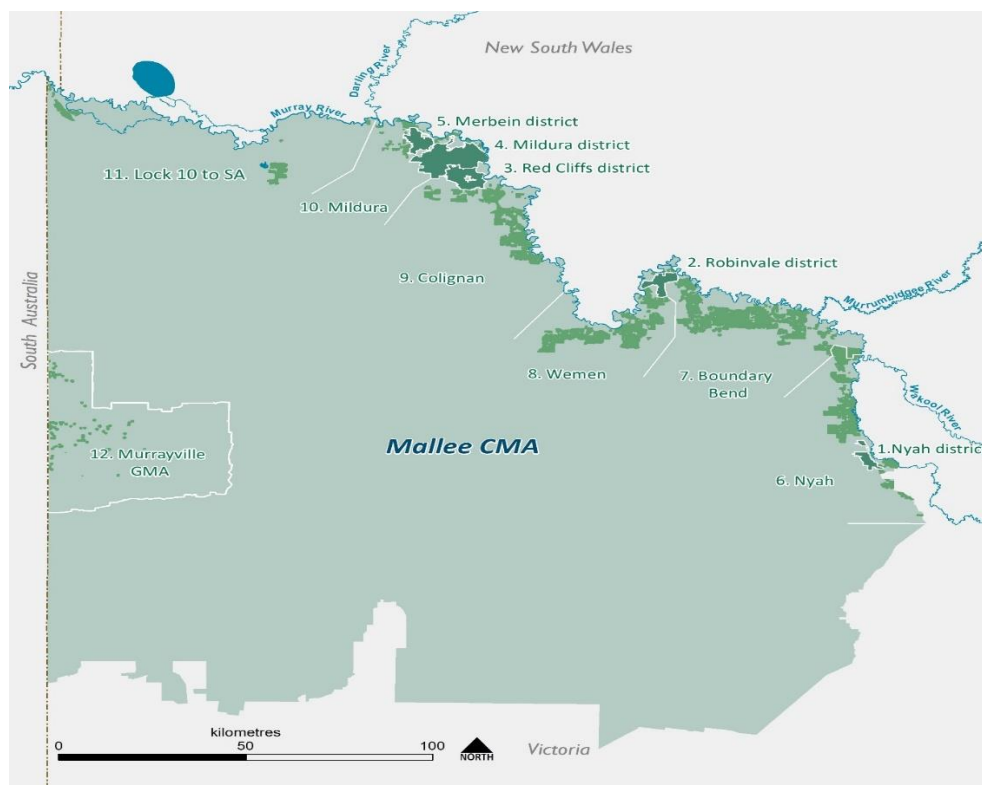 New South Wales
Darling River
Murray River
5. Merbein district
4. Mildura district
3. Red Cliffs district
11. Lock 10 to SA
10. Mildura
2. Robinvale district
9. Colignan
Murrumbidgee River
South Australia
8. Wemen
7. Boundary
Bend
Wakool River
Mallee CMA
1.Nyah district
12. Murrayville
GMA
6. Nyah
kilometres
0 50 100
NORTH
Victoria